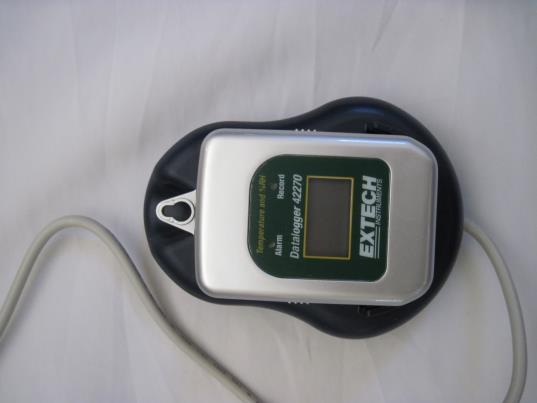 Temperature and %RH
Alarm Record
Datalogger 42270
EXTECH
INSTRUMENTS